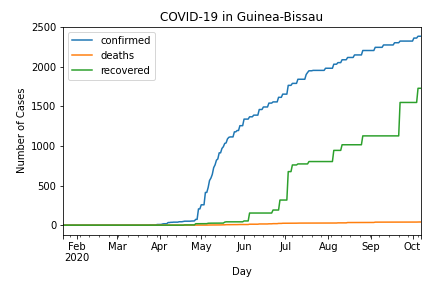 COVID-19 in Guinea-Bissau
confirmed
deaths
recovered
Number of Cases
2500
2000
1500
1000
500
0
Feb Mar Apr May Jun Jul Aug Sep Oct
2020
Day